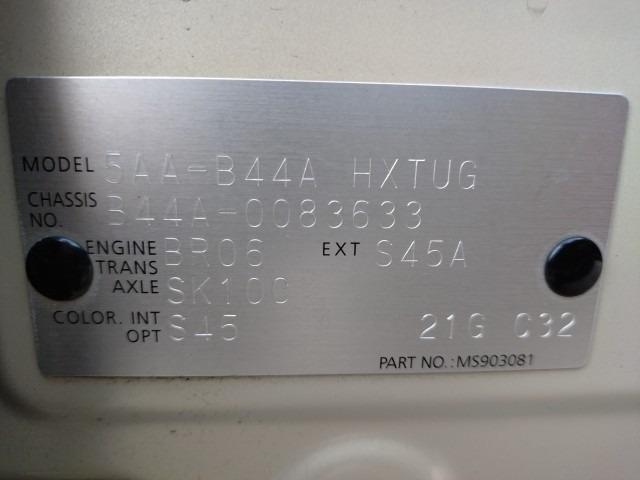 MODEL 5AA-B44A HXTUG
CHASSIS NO. B44A-0083633
ENGINE BR06 EXT S45A
TRANS AXLE SK10C
COLOR. INT OPT S45 21G C32
PART NO.:MS903081